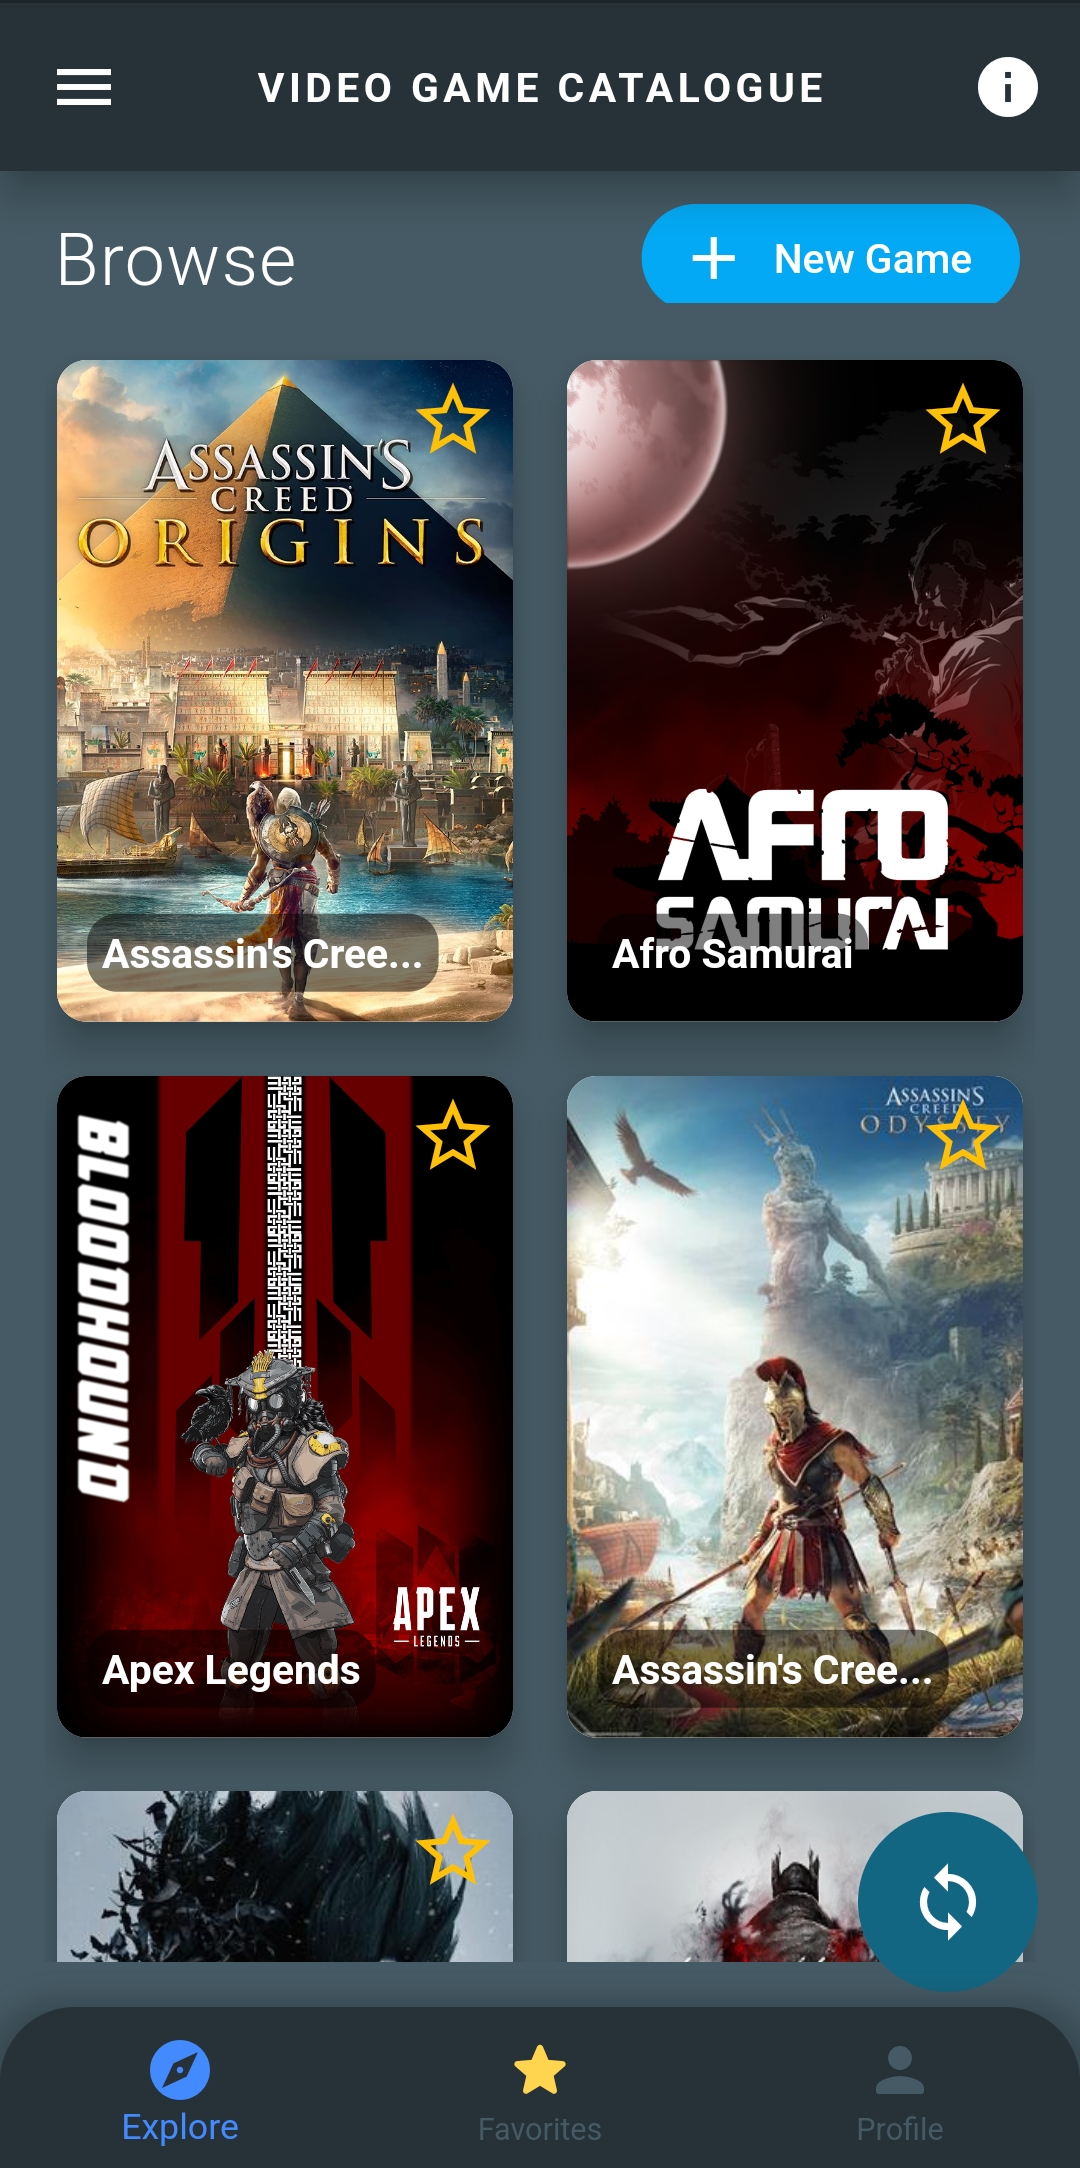 VIDEO GAME CATALOGUE
Browse
New Game
ASSASSIN'S
CREED
ORIGINS
Assassin's Cree...
AFRO
SAMURAI
Afro Samurai
BLOODHOUND
APEX
LEGENDS
Apex Legends
ASSASSIN'S
CREED
ODYSSEY
Assassin's Cree...
Explore
Favorites
Profile